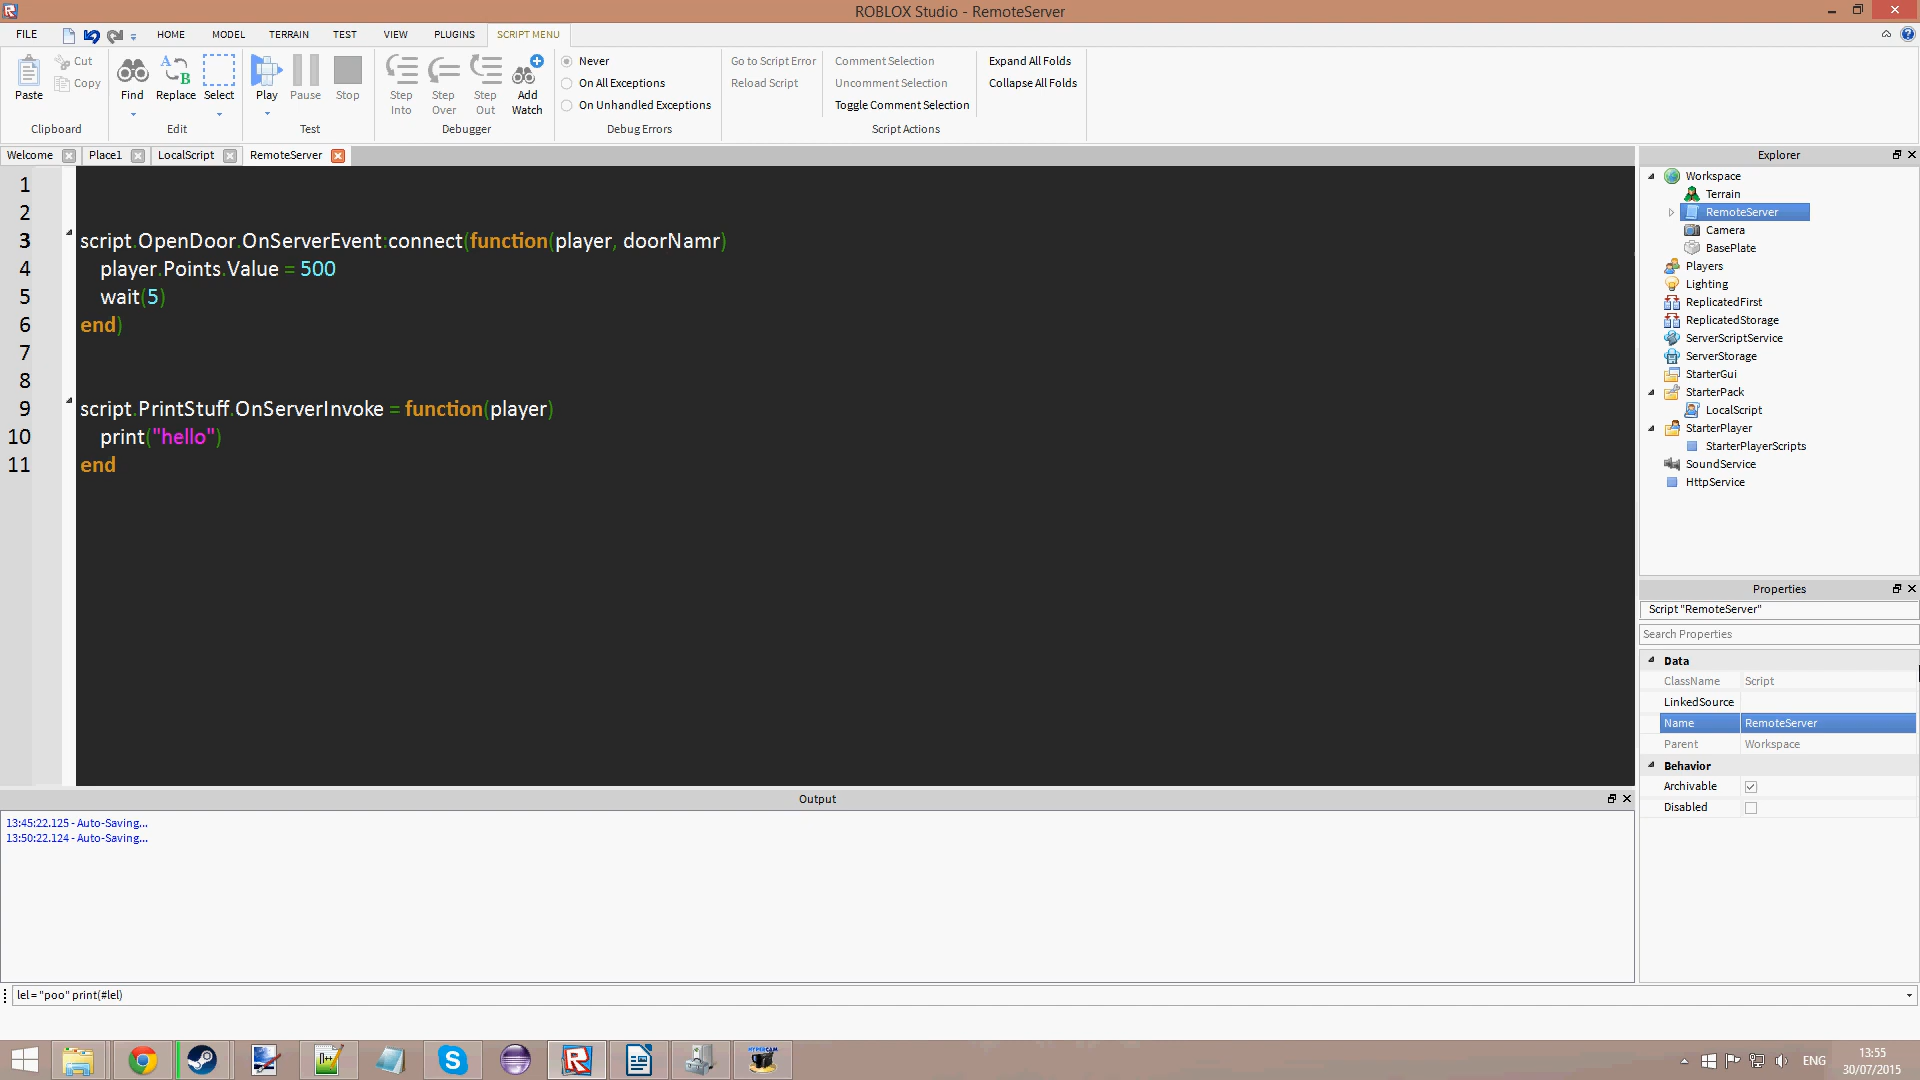 ROBLOX Studio - RemoteServer
FILE HOME MODEL TERRAIN TEST VIEW PLUGINS SCRIPT MENU
Paste Cut Copy Find Replace Select Play Pause Stop Step Into Step Over Step Out Add Watch
Never
On All Exceptions
On Unhandled Exceptions
Go to Script Error
Reload Script
Comment Selection
Uncomment Selection
Toggle Comment Selection
Expand All Folds
Collapse All Folds
Clipboard Edit Test Debugger Debug Errors Script Actions
Welcome Place1 LocalScript RemoteServer
1
2
3 script.OpenDoor.OnServerEvent:connect(function(player, doorNamr)
4 player.Points.Value = 500
5 wait(5)
6 end)
7
8
9 script.PrintStuff.OnServerInvoke = function(player)
10 print("hello")
11 end
Explorer
Workspace
Terrain
RemoteServer
Camera
BasePlate
Players
Lighting
ReplicatedFirst
ReplicatedStorage
ServerScriptService
ServerStorage
StarterGui
StarterPack
LocalScript
StarterPlayer
StarterPlayerScripts
SoundService
HttpService
Properties
Script "RemoteServer"
Search Properties
Data
ClassName Script
LinkedSource
Name RemoteServer
Parent Workspace
Behavior
Archivable
Disabled
Output
13:45:22.125 - Auto-Saving...
13:50:22.124 - Auto-Saving...
lel = "poo" print(#lel)
HYPERCAM
ENG
13:55
30/07/2015